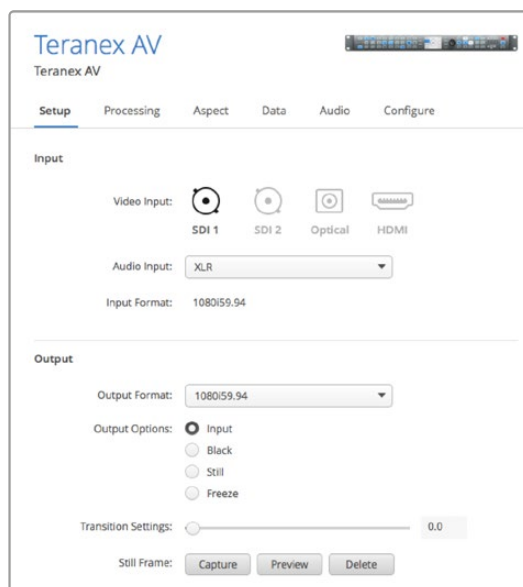 Teranex AV
Teranex AV
Setup Processing Aspect Data Audio Configure
Input
Video Input:
SDI 1 SDI 2 Optical HDMI
Audio Input: XLR
Input Format: 1080i59.94
Output
Output Format: 1080i59.94
Output Options: Input
Black
Still
Freeze
Transition Settings: 0.0
Still Frame: Capture Preview Delete